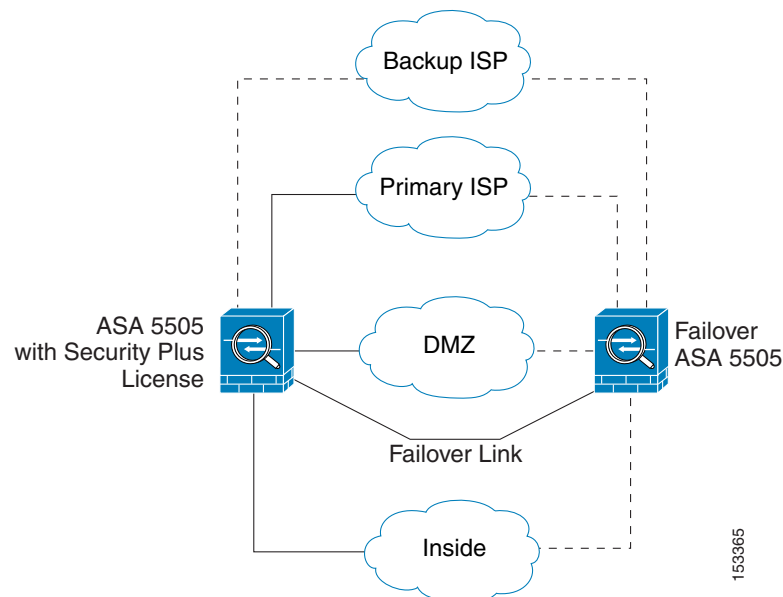 Backup ISP
Primary ISP
ASA 5505
with Security Plus
License
DMZ
Failover
ASA 5505
Failover Link
Inside
153365